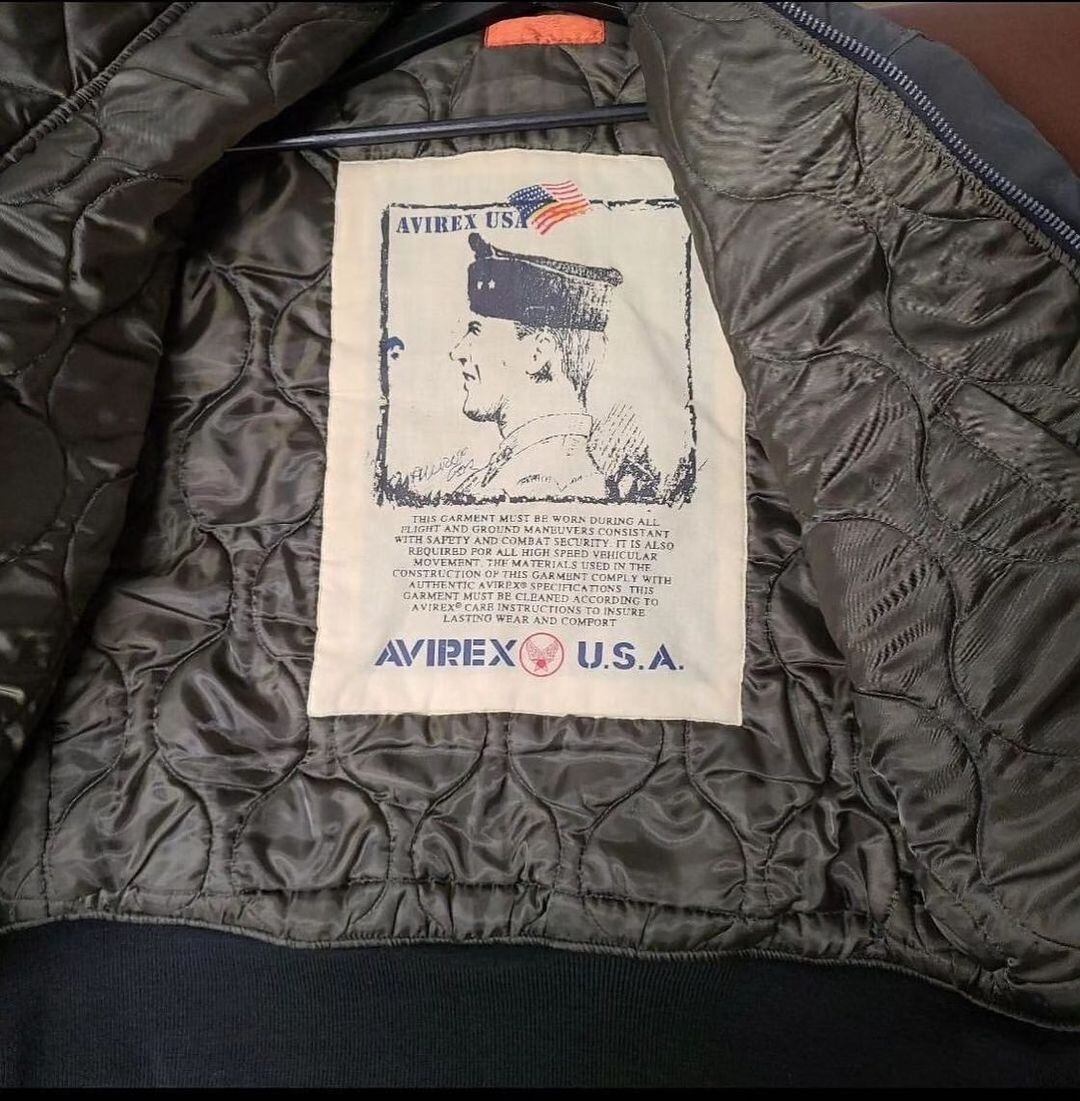 AVIREX USA
THIS GARMENT MUST BE WORN DURING ALL
FLIGHT AND GROUND MANEUVERS CONSISTANT
WITH SAFETY AND COMBAT SECURITY. IT IS ALSO
REQUIRED FOR ALL HIGH SPEED VEHICULAR
MOVEMENT. THE MATERIALS USED IN THE
CONSTRUCTION OF THIS GARMENT COMPLY WITH
AUTHENTIC AVIREX® SPECIFICATIONS. THIS
GARMENT MUST BE CLEANED ACCORDING TO
AVIREX® CARE INSTRUCTIONS TO INSURE
LASTING WEAR AND COMFORT
AVIREX U.S.A.